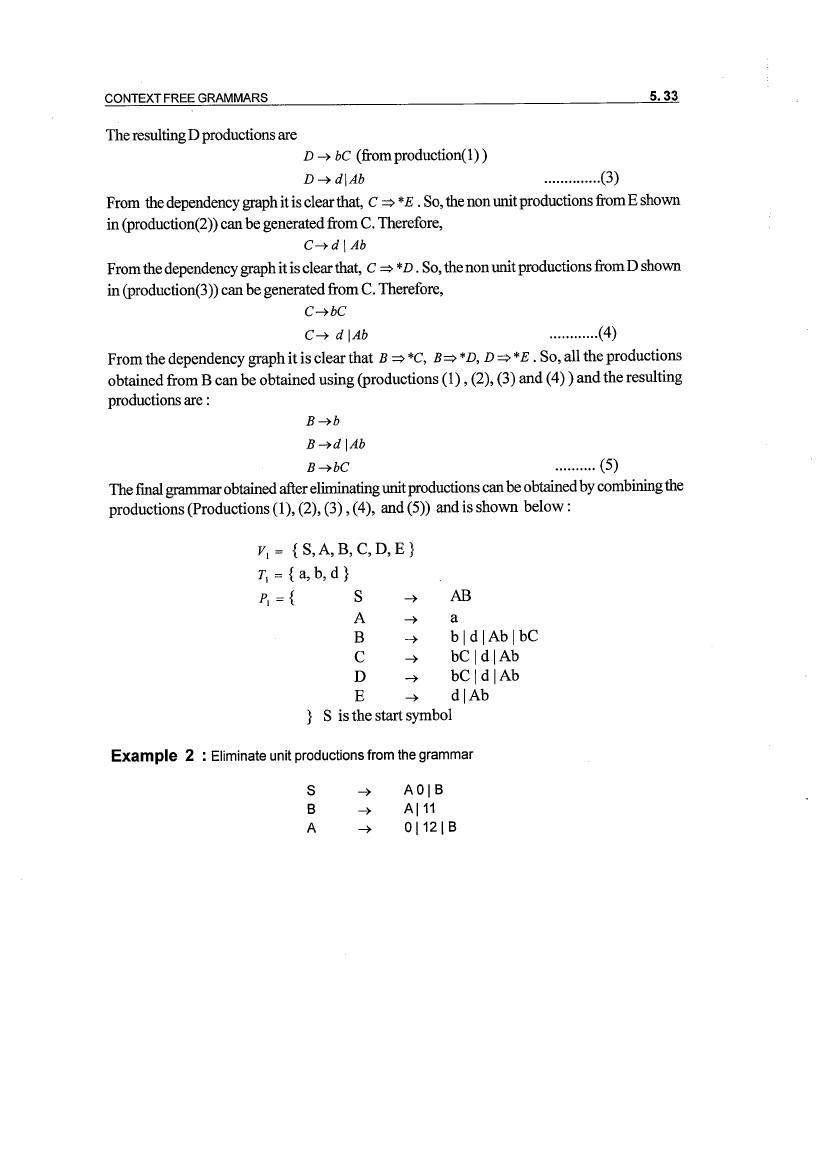 CONTEXT FREE GRAMMARS 5. 33
The resulting D productions are
D → bC (from production(1) )
D → d|Ab ..............(3)
From the dependency graph it is clear that, C ⇒ *E . So, the non unit productions from E shown
in (production(2)) can be generated from C. Therefore,
C→ d | Ab
From the dependency graph it is clear that, C ⇒ *D . So, the non unit productions from D shown
in (production(3)) can be generated from C. Therefore,
C→bC
C→ d |Ab ............(4)
From the dependency graph it is clear that B ⇒ *C, B⇒ *D, D ⇒ *E . So, all the productions
obtained from B can be obtained using (productions (1) , (2), (3) and (4) ) and the resulting
productions are :
B →b
B →d |Ab
B →bC .......... (5)
The final grammar obtained after eliminating unit productions can be obtained by combining the
productions (Productions (1), (2), (3) , (4), and (5)) and is shown below :
V₁ = { S, A, B, C, D, E }
T₁ = { a, b, d }
P₁ = { S → AB
A → a
B → b | d | Ab | bC
C → bC | d | Ab
D → bC | d | Ab
E → d | Ab
} S is the start symbol
Example 2 : Eliminate unit productions from the grammar
S → A 0 | B
B → A | 11
A → 0 | 12 | B